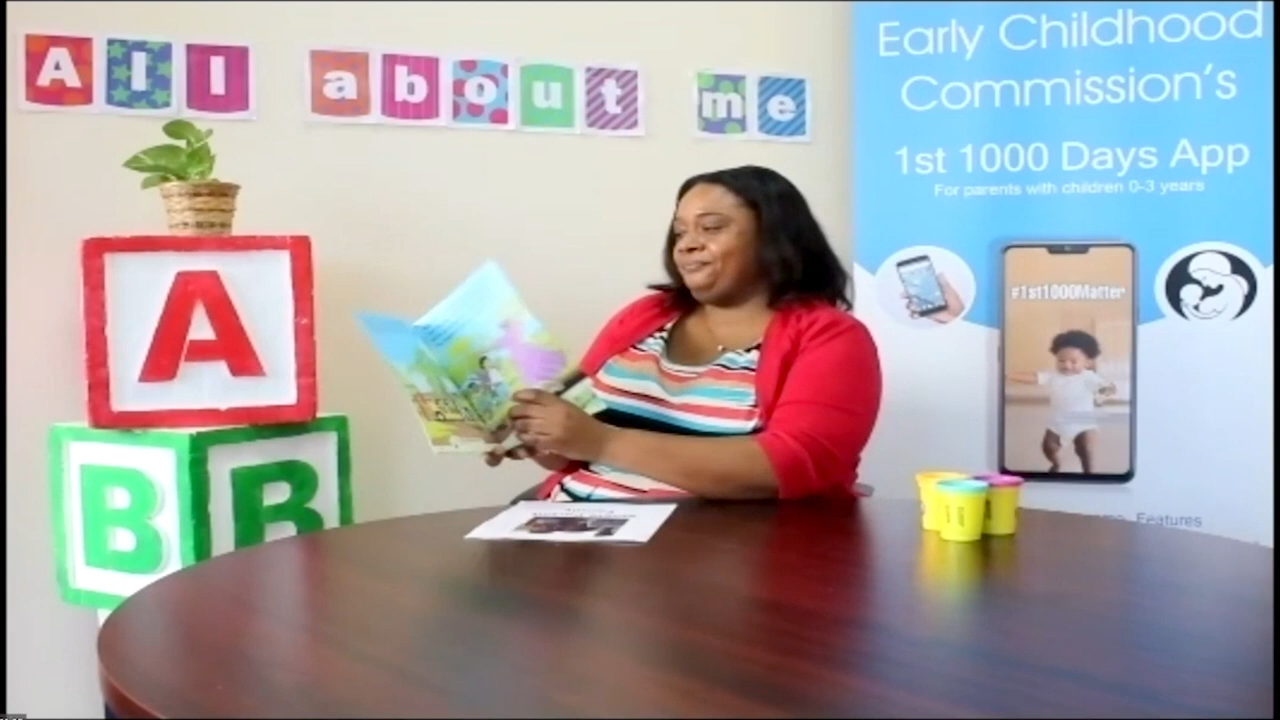 All about me
Early Childhood
Commission's
1st 1000 Days App
For parents with children 0-3 years
#1st1000Matter
A
B B
Features